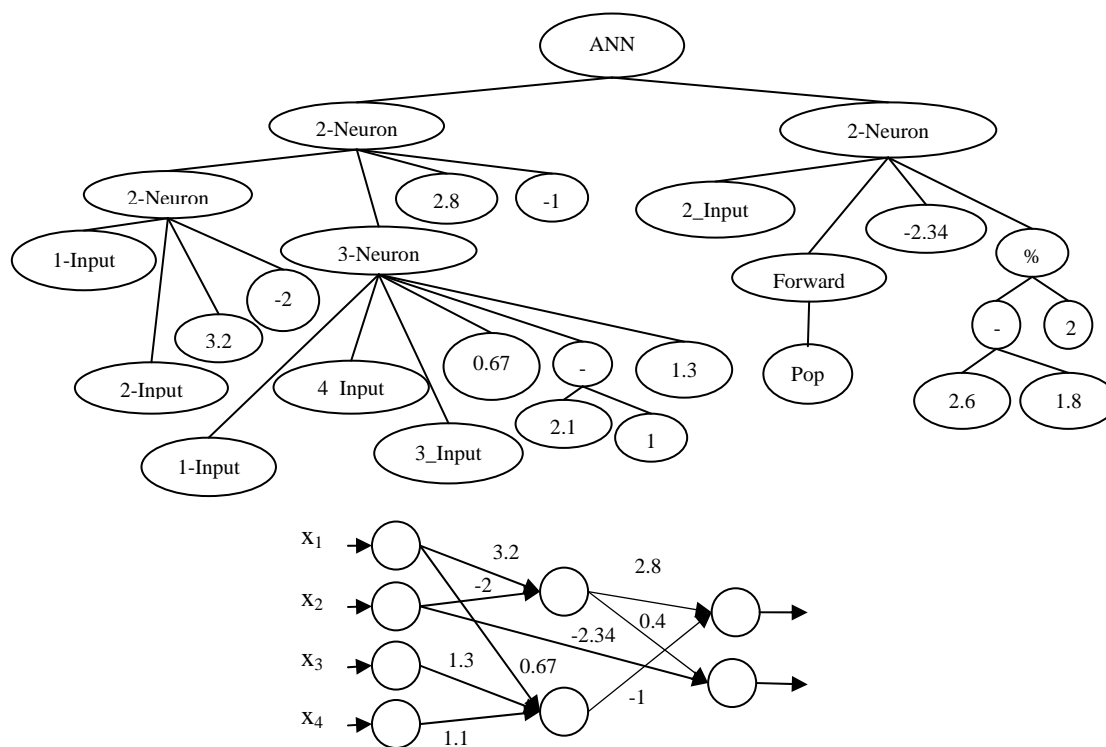 ANN
2-Neuron
2-Neuron
2-Neuron
2.8
-1
2_Input
-2.34
1-Input
3-Neuron
%
Forward
-2
3.2
0.67
-
1.3
-
2
2-Input
4_Input
Pop
2.6
1.8
2.1
1
1-Input
3_Input
x1
3.2
2.8
-2
x2
0.4
-2.34
x3
1.3
0.67
-1
x4
1.1